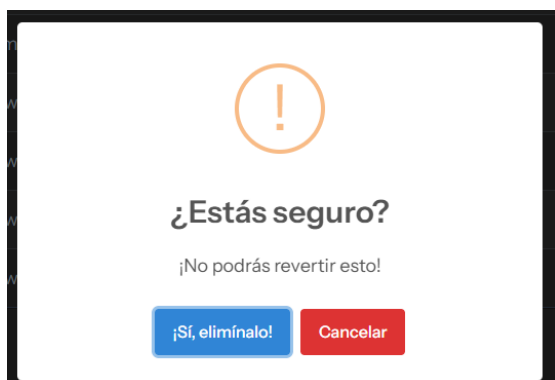 ¿Estás seguro?
¡No podrás revertir esto!
¡Sí, elimínalo!
Cancelar